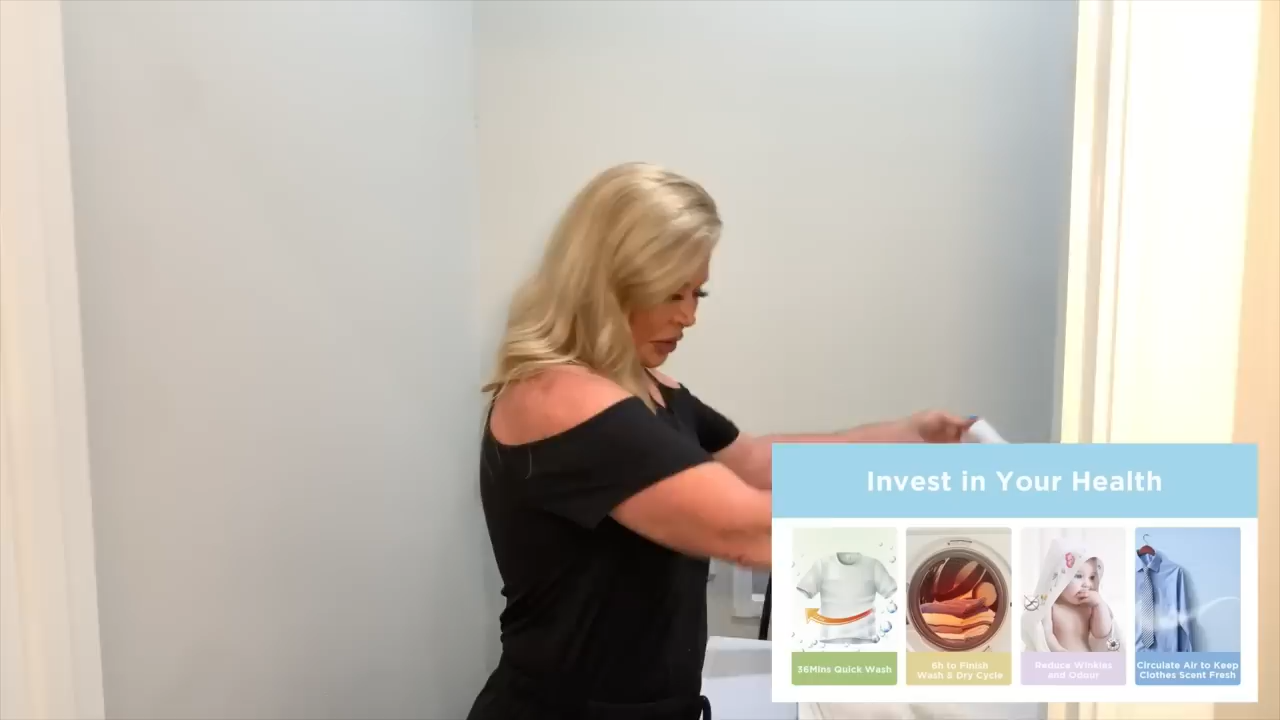 Invest in Your Health
36Mins Quick Wash
6h to Finish
Wash & Dry Cycle
Reduce Winkles
and Odour
Circulate Air to Keep
Clothes Scent Fresh